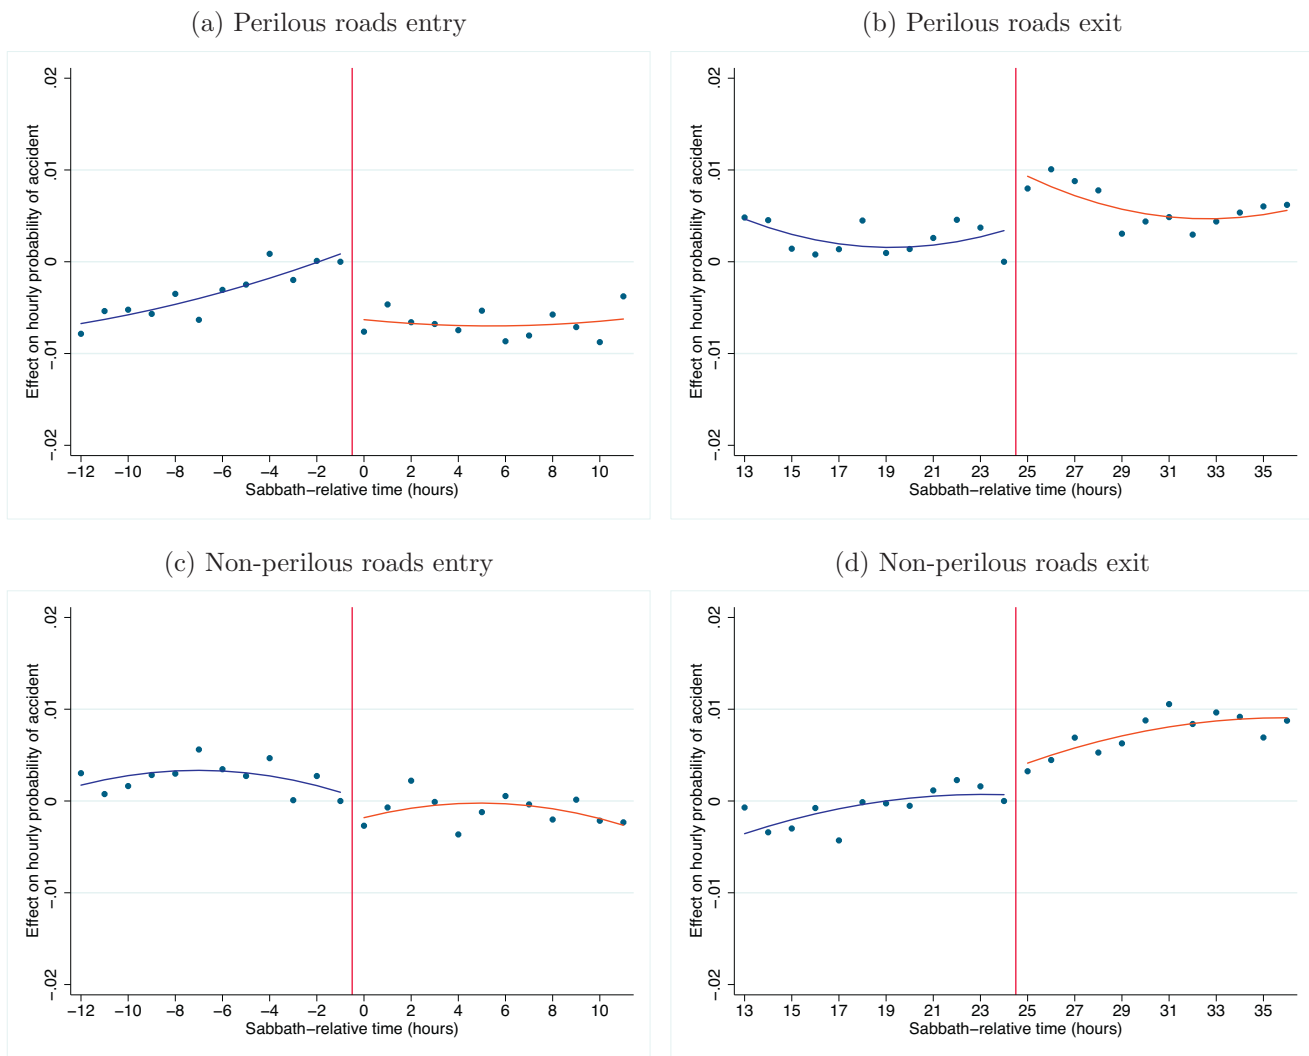 (a) Perilous roads entry
Effect on hourly probability of accident
.02
.01
0
−.01
−.02
−12 −10 −8 −6 −4 −2 0 2 4 6 8 10
Sabbath−relative time (hours)
(b) Perilous roads exit
Effect on hourly probability of accident
.02
.01
0
−.01
−.02
13 15 17 19 21 23 25 27 29 31 33 35
Sabbath−relative time (hours)
(c) Non-perilous roads entry
Effect on hourly probability of accident
.02
.01
0
−.01
−.02
−12 −10 −8 −6 −4 −2 0 2 4 6 8 10
Sabbath−relative time (hours)
(d) Non-perilous roads exit
Effect on hourly probability of accident
.02
.01
0
−.01
−.02
13 15 17 19 21 23 25 27 29 31 33 35
Sabbath−relative time (hours)